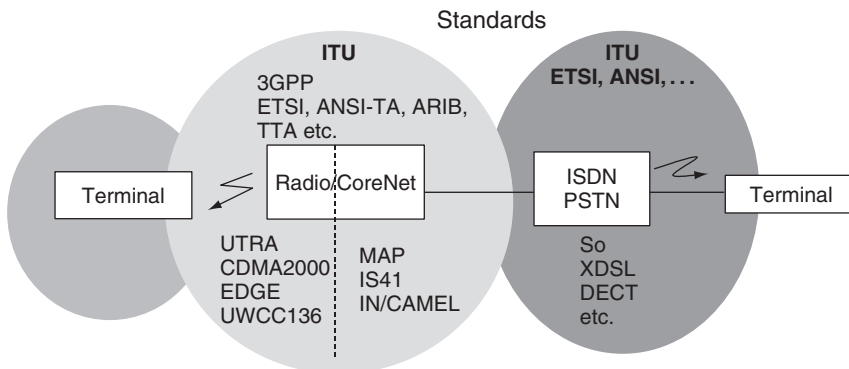 Standards
ITU
3GPP
ETSI, ANSI-TA, ARIB,
TTA etc.
ITU
ETSI, ANSI,...
Terminal
Radio/CoreNet
ISDN
PSTN
Terminal
UTRA
CDMA2000
EDGE
UWCC136
MAP
IS41
IN/CAMEL
So
XDSL
DECT
etc.